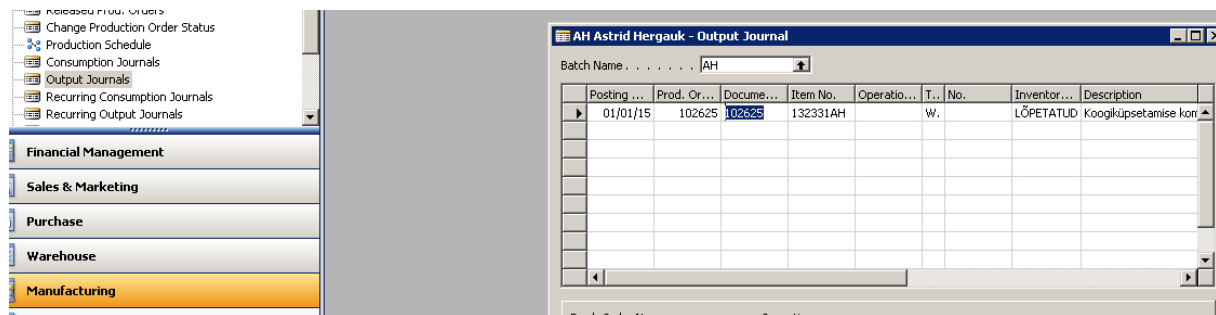 Released Prod. Orders
Change Production Order Status
Production Schedule
Consumption Journals
Output Journals
Recurring Consumption Journals
Recurring Output Journals
Financial Management
Sales & Marketing
Purchase
Warehouse
Manufacturing
AH Astrid Hergauk - Output Journal
Batch Name . . . . . . . AH
Posting ... Prod. Or... Docume... Item No. Operatio... T.. No. Inventor... Description
01/01/15 102625 102625 132331AH W. LÕPETATUD Koogiküpsetamise kom